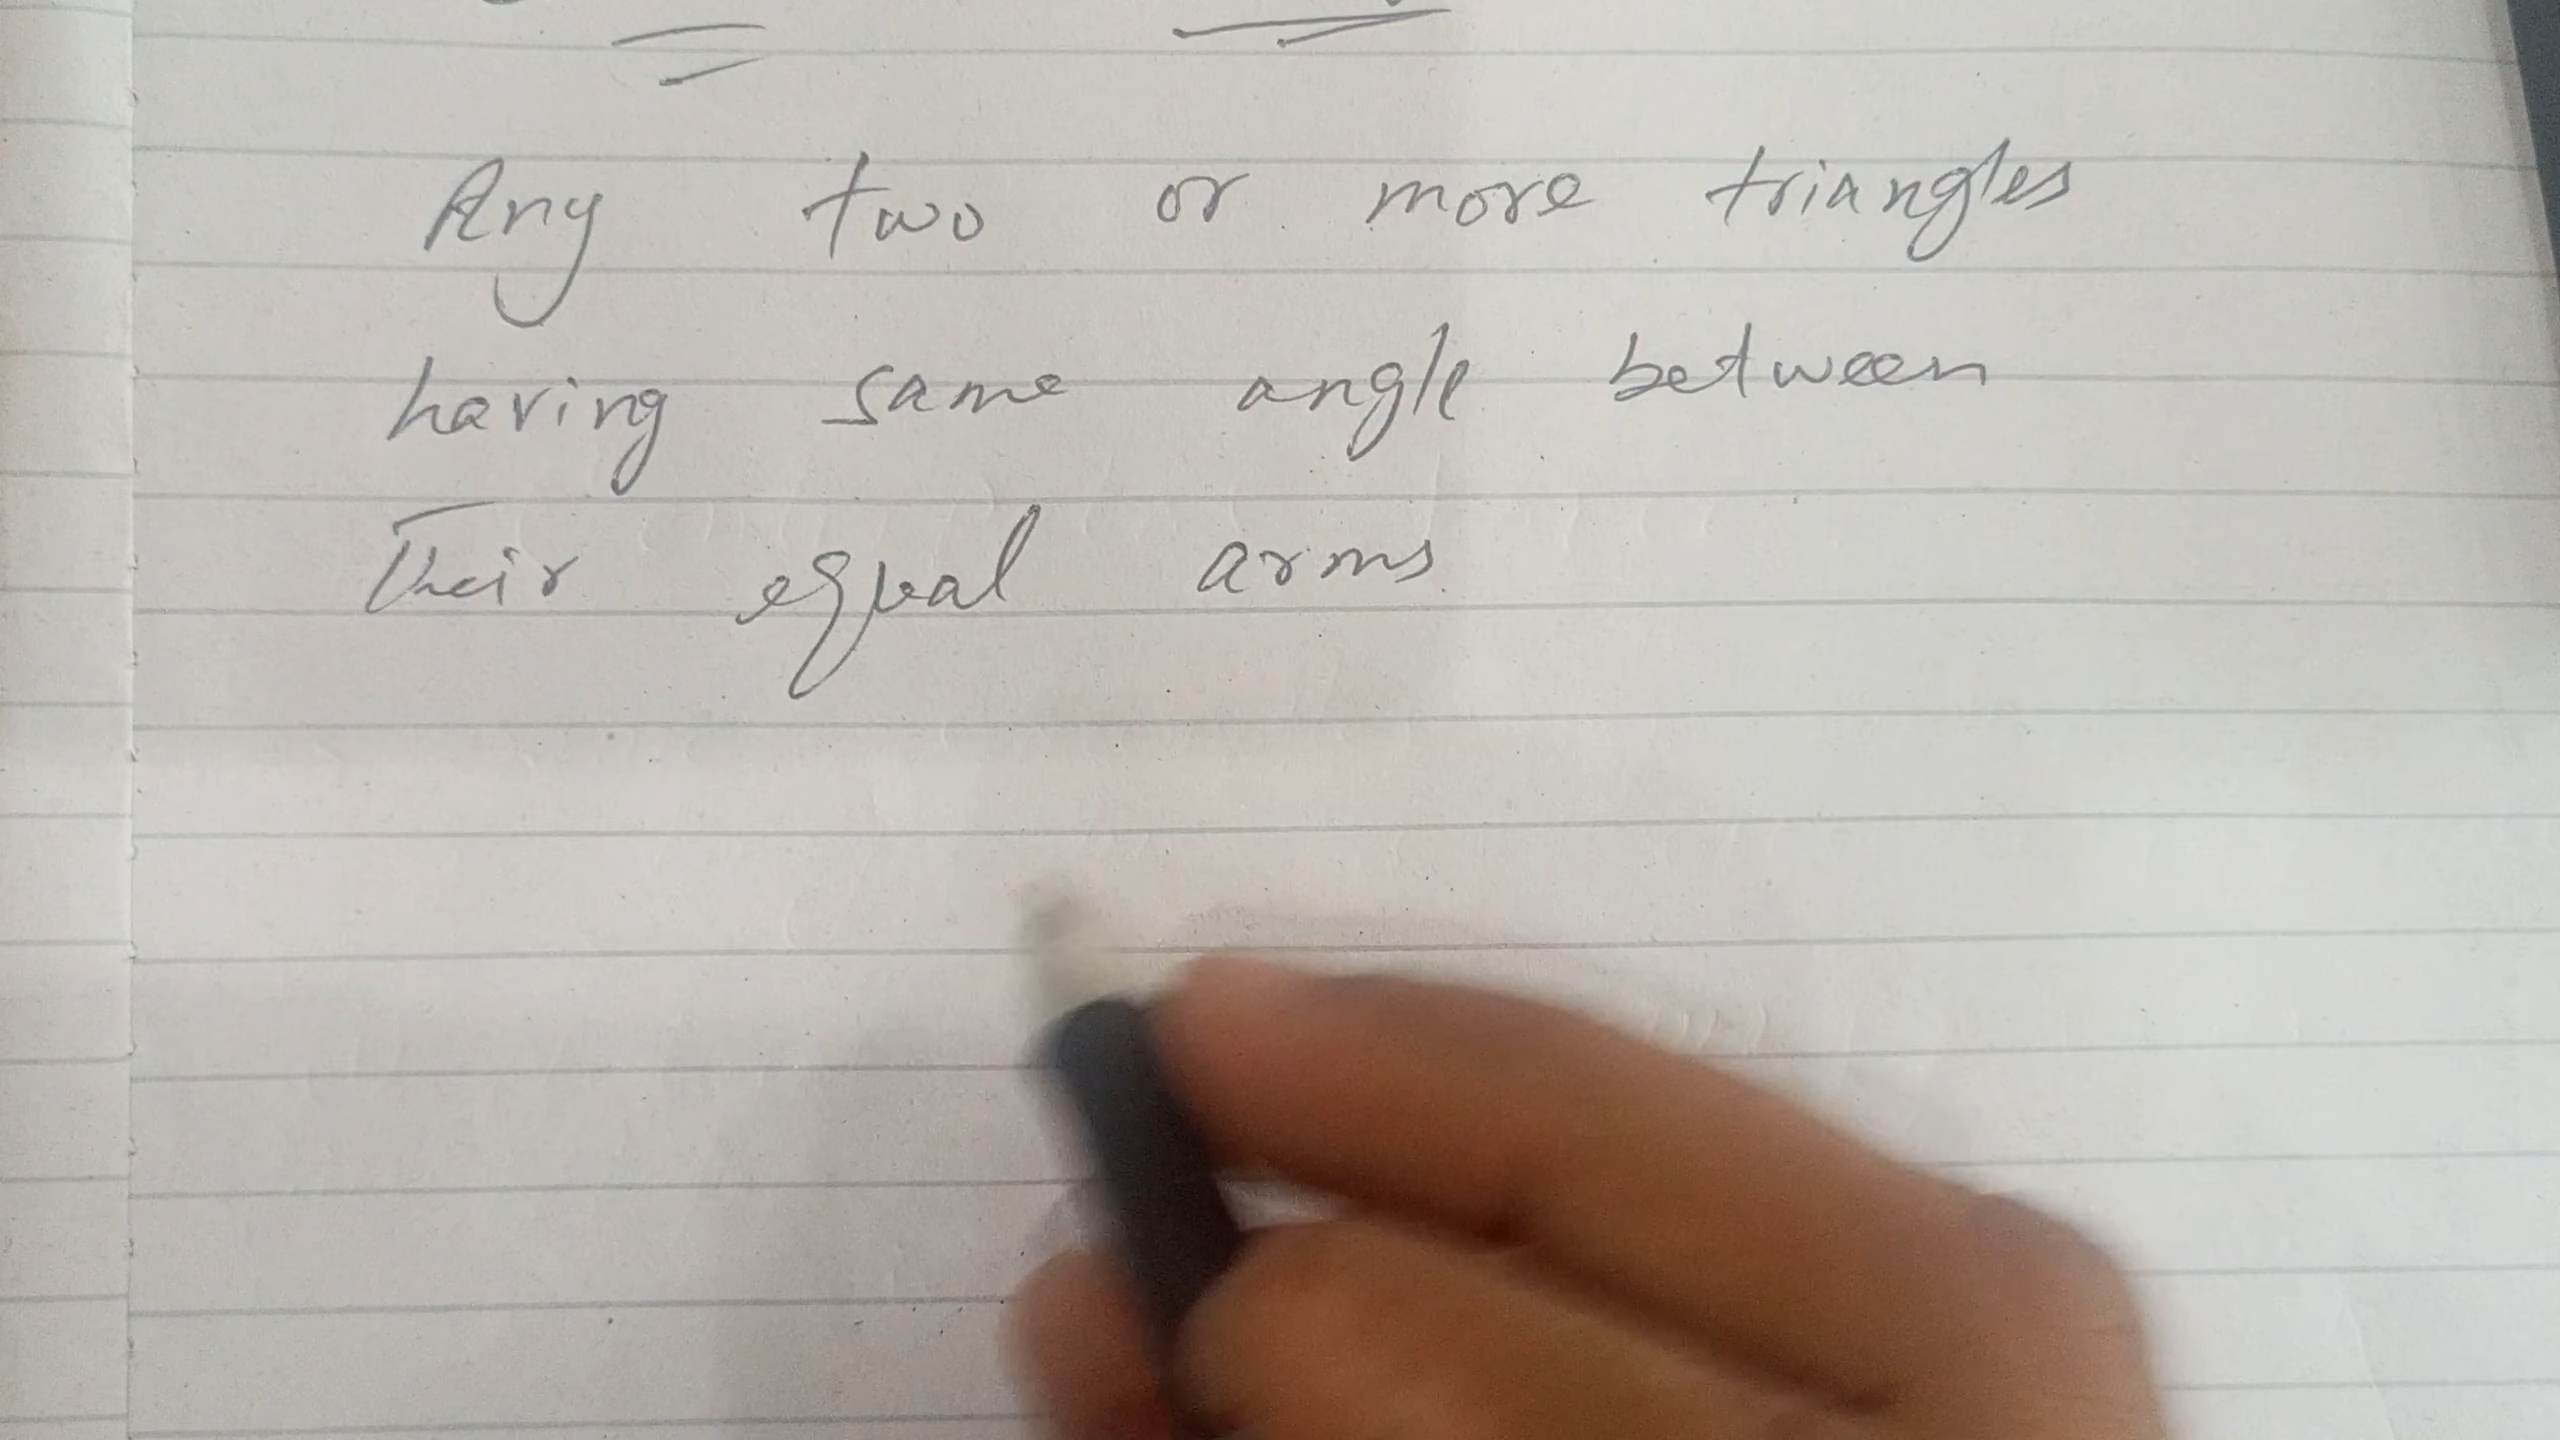 Any two or more triangles
having same angle between
Their equal arms